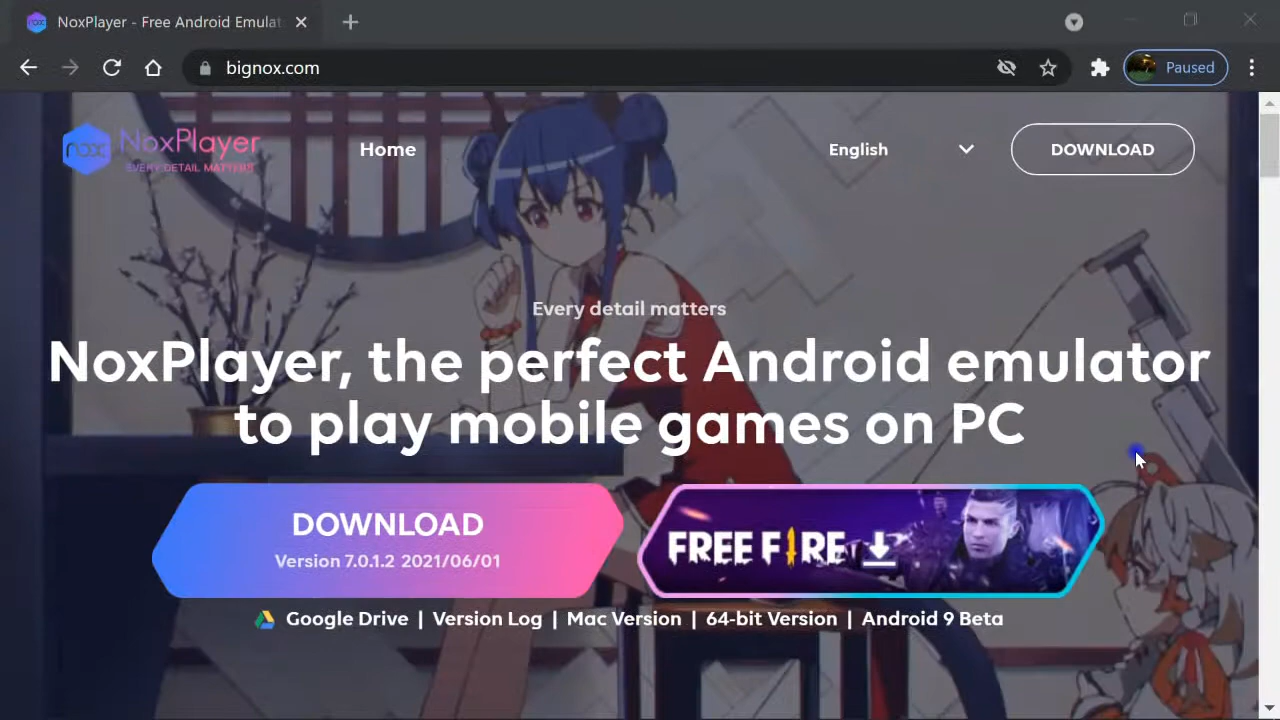 NoxPlayer - Free Android Emulat
bignox.com
Paused
nox
NoxPlayer
EVERY DETAIL MATTERS
Home
English
DOWNLOAD
Every detail matters
NoxPlayer, the perfect Android emulator
to play mobile games on PC
DOWNLOAD
Version 7.0.1.2 2021/06/01
FREE FIRE
Google Drive | Version Log | Mac Version | 64-bit Version | Android 9 Beta